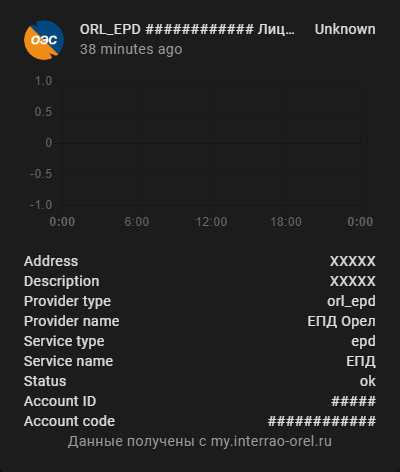 ОЭС
ORL_EPD ############ Лиц... Unknown
38 minutes ago
1.0
0.5
0
-0.5
-1.0
0:00 6:00 12:00 18:00 0:00
Address XXXXX
Description XXXXX
Provider type orl_epd
Provider name ЕПД Орел
Service type epd
Service name ЕПД
Status ok
Account ID #####
Account code ############
Данные получены с my.interrao-orel.ru